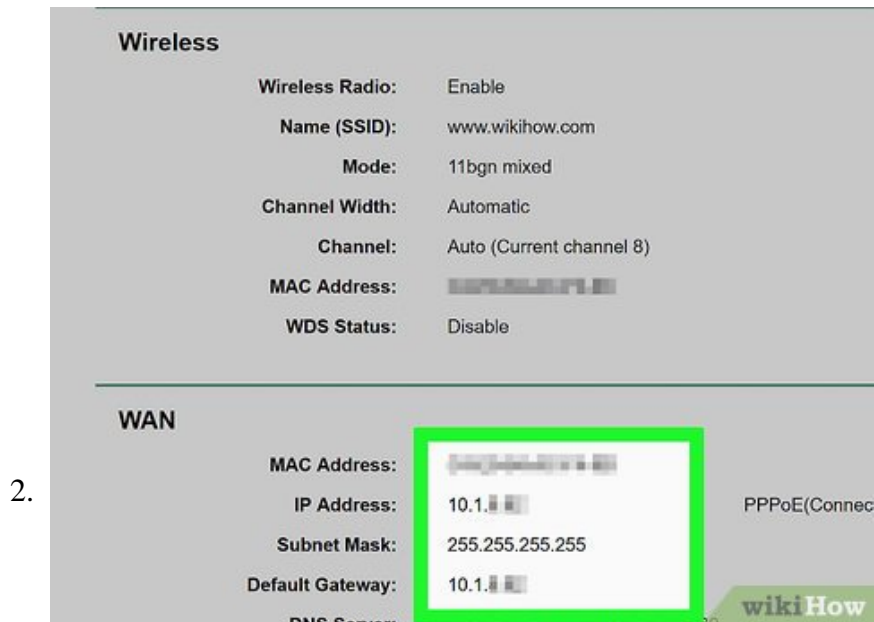 Wireless
Wireless Radio: Enable
Name (SSID): www.wikihow.com
Mode: 11bgn mixed
Channel Width: Automatic
Channel: Auto (Current channel 8)
MAC Address:
WDS Status: Disable
WAN
MAC Address:
2.
IP Address: 10.1. PPPoE(Connec
Subnet Mask: 255.255.255.255
Default Gateway: 10.1.
DNS Server:
wikiHow